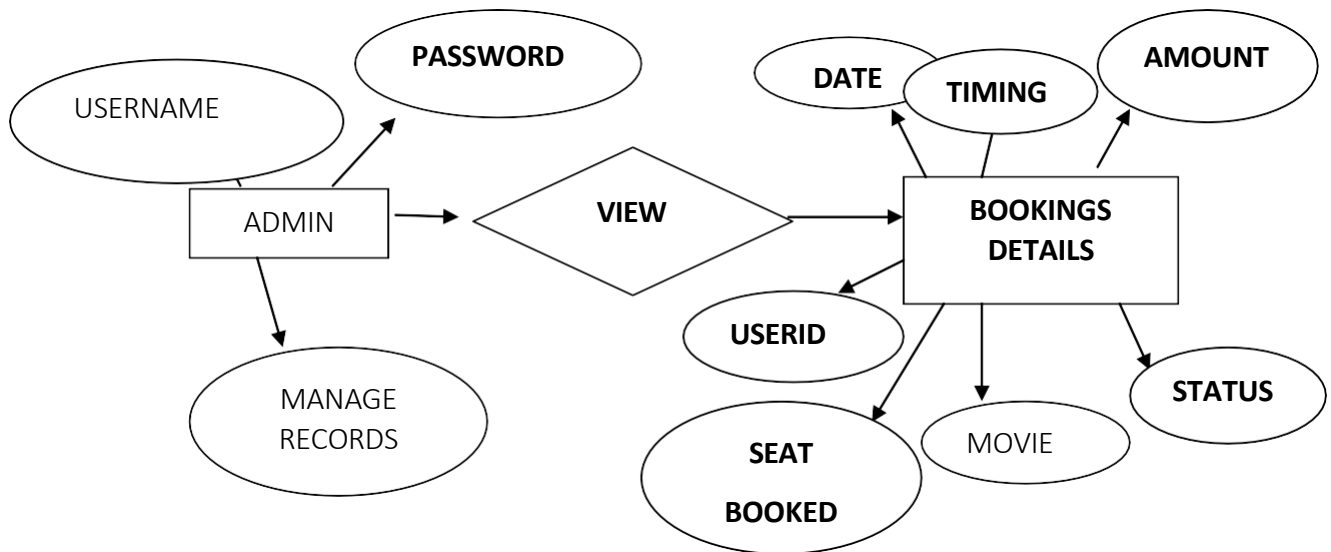 PASSWORD
DATE
TIMING
AMOUNT
USERNAME
ADMIN
VIEW
BOOKINGS
DETAILS
USERID
MANAGE
RECORDS
SEAT
BOOKED
MOVIE
STATUS